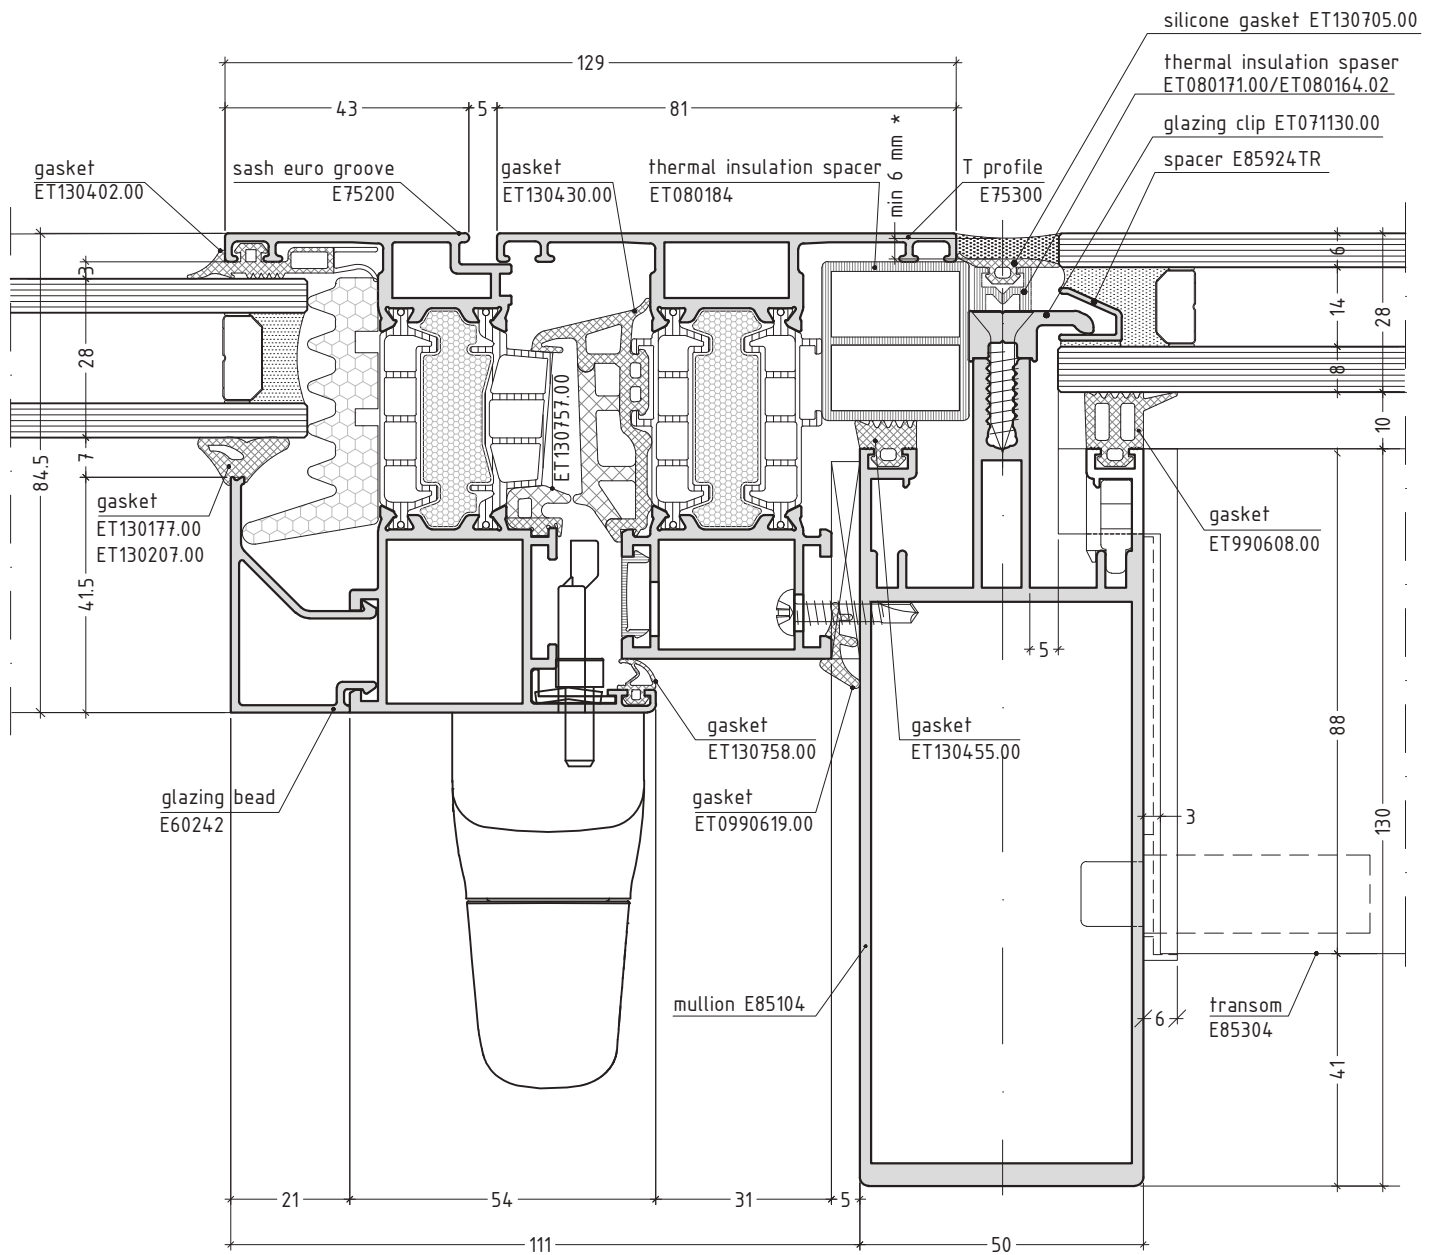 silicone gasket ET130705.00
thermal insulation spaser
ET080171.00/ET080164.02
glazing clip ET071130.00
spacer E85924TR
129
43
5
81
min 6 mm *
gasket
ET130402.00
sash euro groove
E75200
gasket
ET130430.00
thermal insulation spacer
ET080184
T profile
E75300
3
28
7
84.5
41.5
6
14
28
8
10
ET130757.00
gasket
ET130177.00
ET130207.00
gasket
ET990608.00
5
88
gasket
ET130758.00
gasket
ET130455.00
glazing bead
E60242
gasket
ET0990619.00
3
130
mullion E85104
6
transom
E85304
41
21
54
31
5
111
50